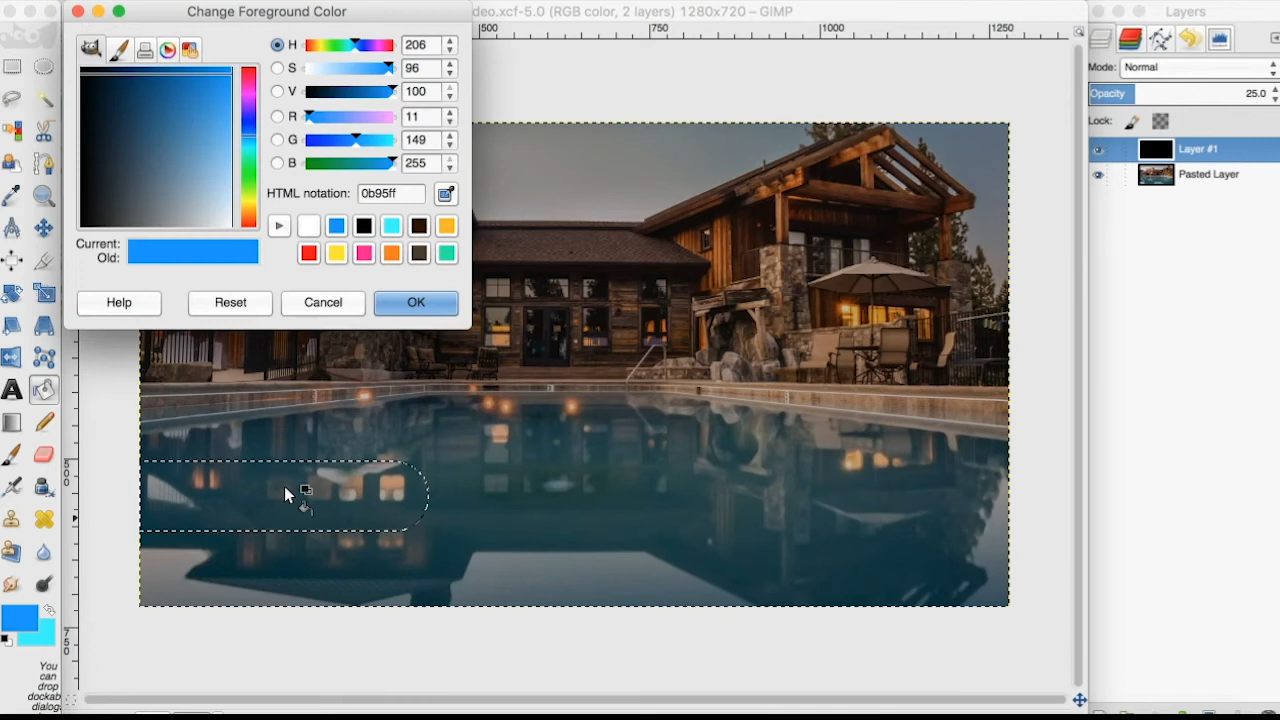 Change Foreground Color
deo.xcf-5.0 (RGB color, 2 layers) 1280x720 – GIMP
Layers
500
750
1000
1250
H 206
S 96
V 100
R 11
G 149
B 255
HTML notation: 0b95ff
Current:
Old:
Help
Reset
Cancel
OK
Mode: Normal
Opacity 25.0
Lock:
Layer #1
Pasted Layer
500
750
You
can
drop
dockab
dialog